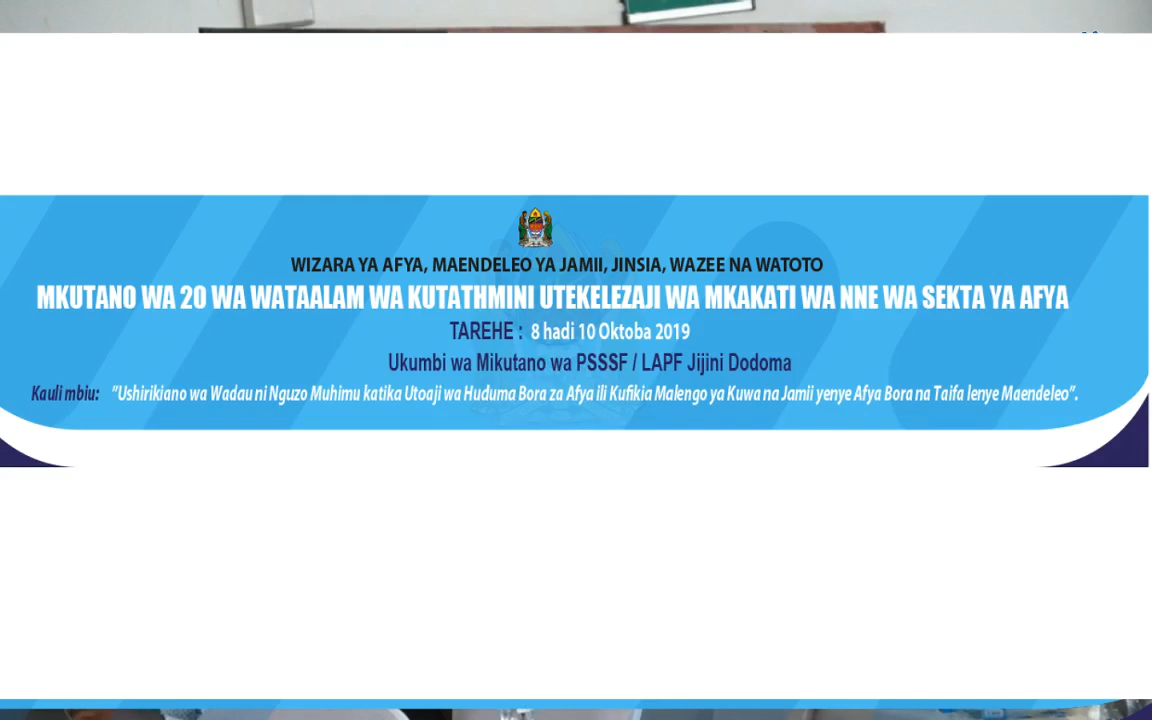 WIZARA YA AFYA, MAENDELEO YA JAMII, JINSIA, WAZEE NA WATOTO
MKUTANO WA 20 WA WATAALAM WA KUTATHMINI UTEKELEZAJI WA MKAKATI WA NNE WA SEKTA YA AFYA
TAREHE : 8 hadi 10 Oktoba 2019
Ukumbi wa Mikutano wa PSSSF / LAPF Jijini Dodoma
Kauli mbiu: "Ushirikiano wa Wadau ni Nguzo Muhimu katika Utoaji wa Huduma Bora za Afya ili Kufikia Malengo ya Kuwa na Jamii yenye Afya Bora na Taifa lenye Maendeleo".